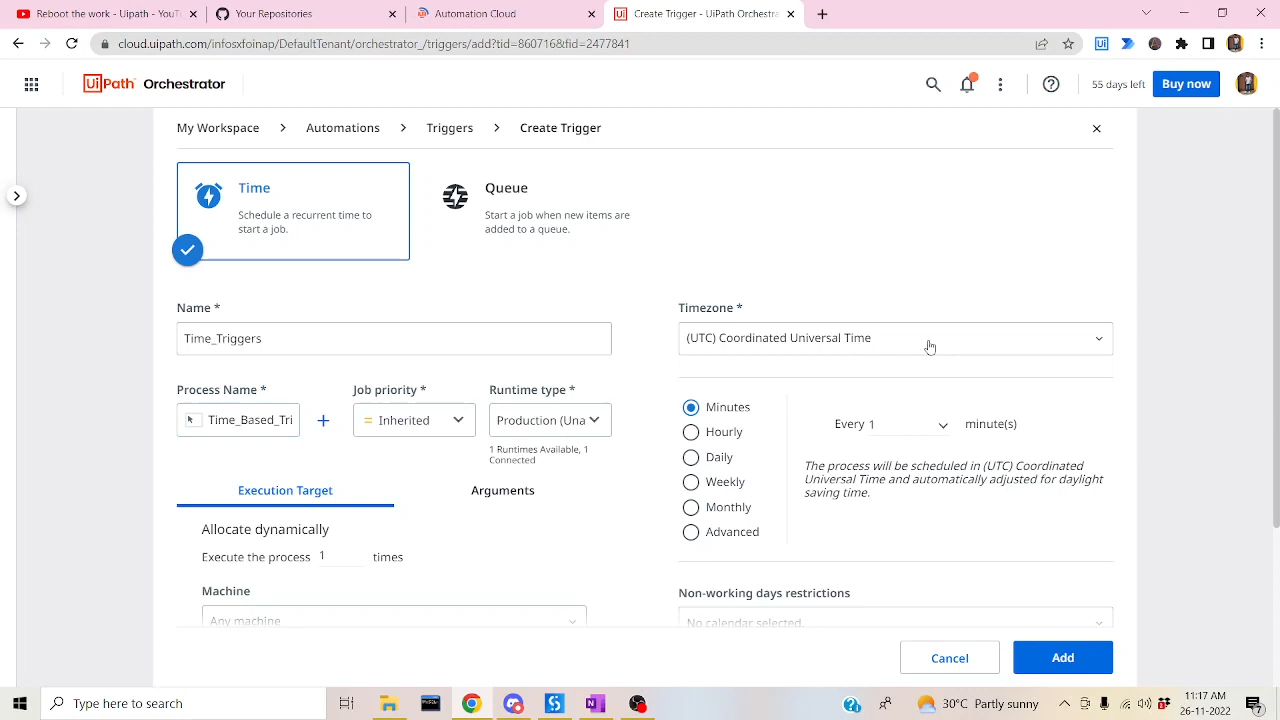 Reboot the work - Uipath - YouT
Your Repositories
Automation Cloud
Create Trigger - UiPath Orchestra
cloud.uipath.com/infosxfoinap/DefaultTenant/orchestrator_/triggers/add?tid=860716&fid=2477841
UiPath Orchestrator
55 days left
Buy now
My Workspace > Automations > Triggers > Create Trigger
Time
Schedule a recurrent time to
start a job.
Queue
Start a job when new items are
added to a queue.
Name *
Time_Triggers
Timezone *
(UTC) Coordinated Universal Time
Process Name *
Time_Based_Tri
Job priority *
= Inherited
Runtime type *
Production (Una
1 Runtimes Available, 1
Connected
Minutes
Hourly
Daily
Weekly
Monthly
Advanced
Every 1 minute(s)
The process will be scheduled in (UTC) Coordinated
Universal Time and automatically adjusted for daylight
saving time.
Execution Target
Arguments
Allocate dynamically
Execute the process 1 times
Machine
Any machine
Non-working days restrictions
No calendar selected.
Cancel
Add
Type here to search
30°C Partly sunny
11:17 AM
26-11-2022
7